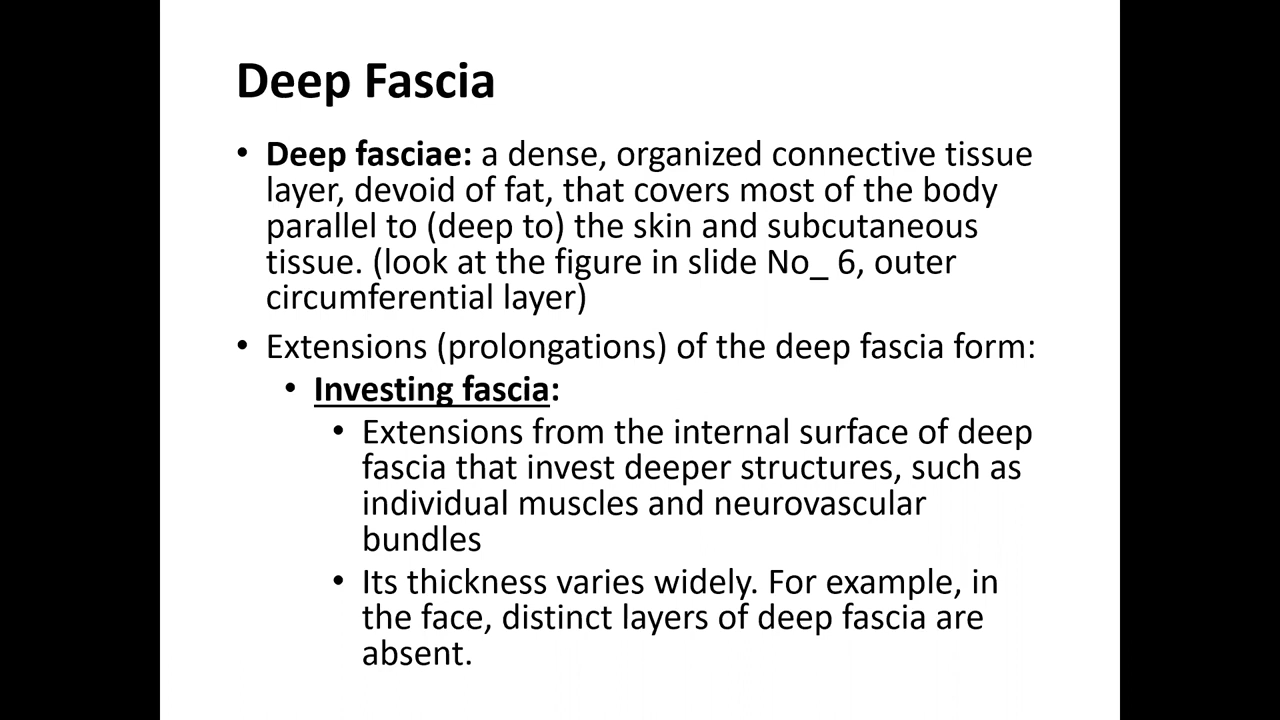 Deep Fascia
• Deep fasciae: a dense, organized connective tissue
layer, devoid of fat, that covers most of the body
parallel to (deep to) the skin and subcutaneous
tissue. (look at the figure in slide No_ 6, outer
circumferential layer)
• Extensions (prolongations) of the deep fascia form:
• Investing fascia:
• Extensions from the internal surface of deep
fascia that invest deeper structures, such as
individual muscles and neurovascular
bundles
• Its thickness varies widely. For example, in
the face, distinct layers of deep fascia are
absent.